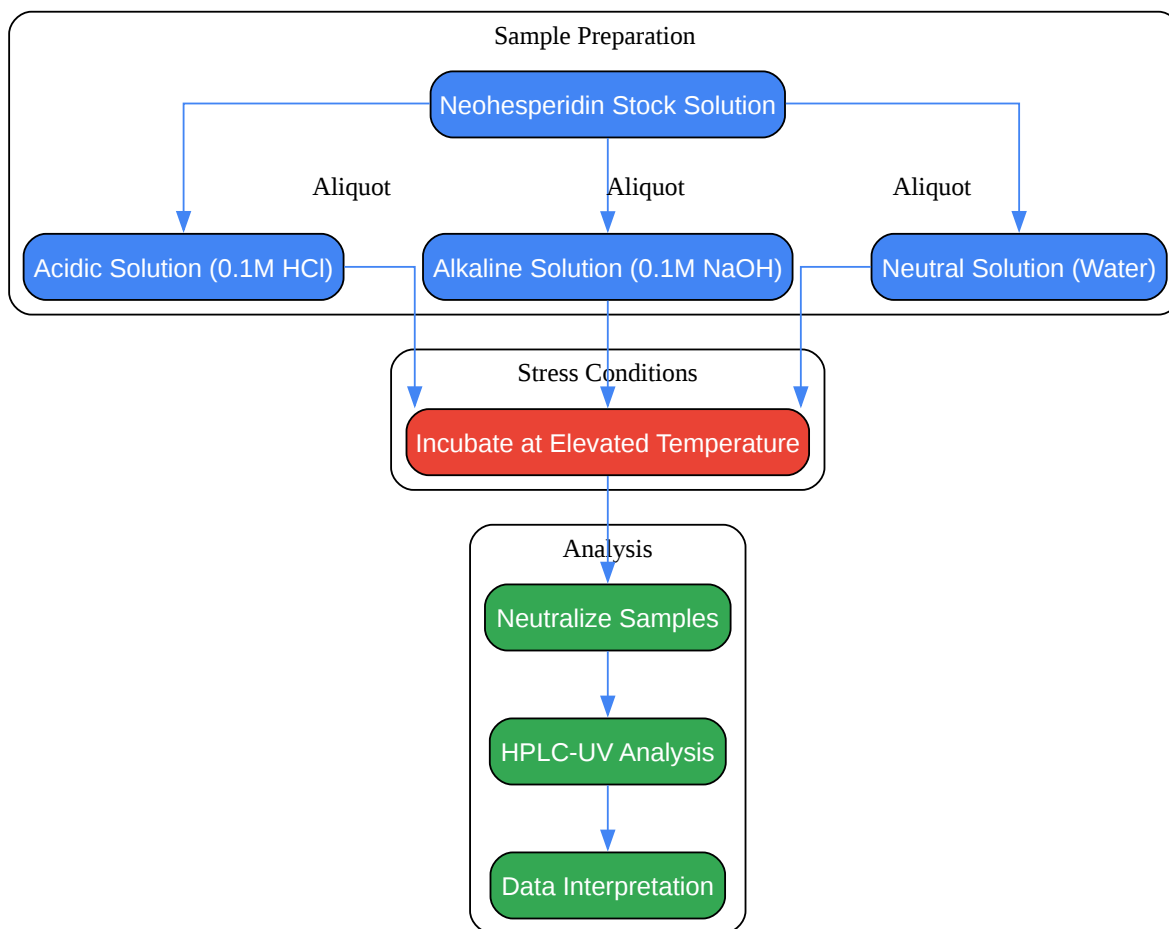 Sample Preparation
Neohesperidin Stock Solution
Aliquot
Aliquot
Aliquot
Acidic Solution (0.1M HCl)
Alkaline Solution (0.1M NaOH)
Neutral Solution (Water)
Stress Conditions
Incubate at Elevated Temperature
Analysis
Neutralize Samples
HPLC-UV Analysis
Data Interpretation